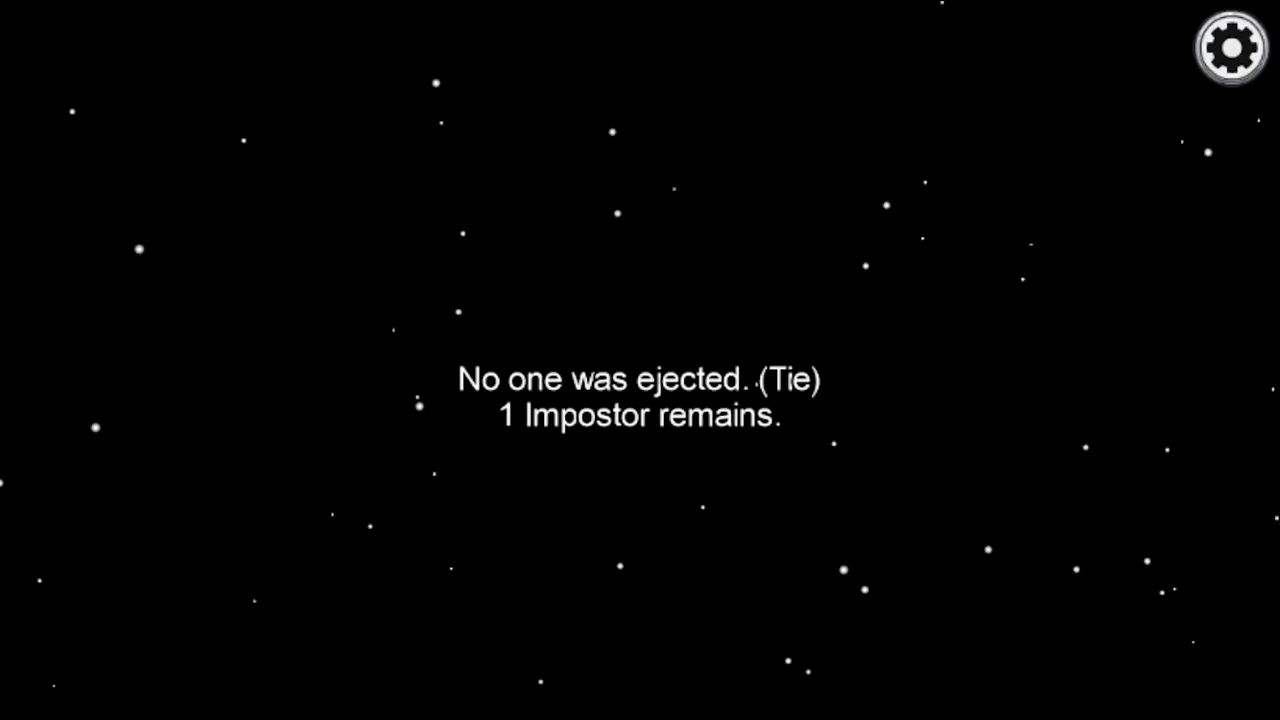 No one was ejected. (Tie)
1 Impostor remains.